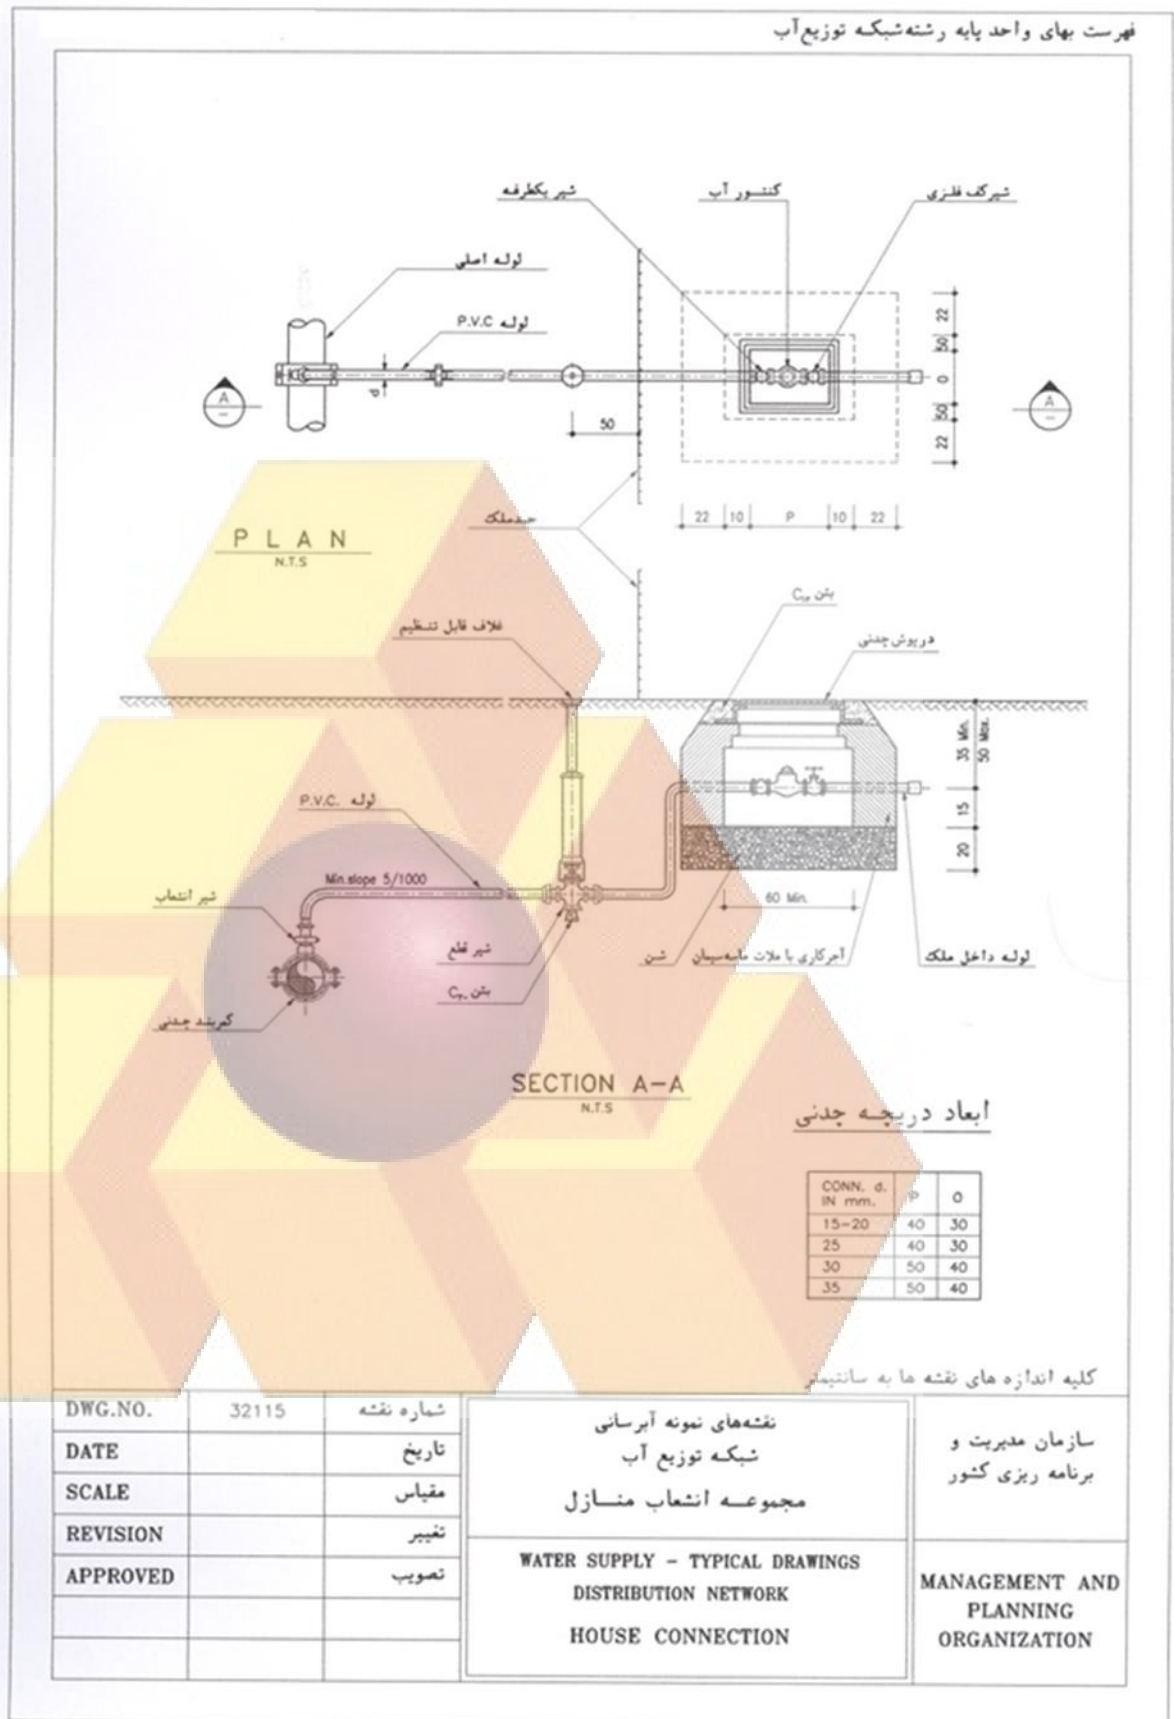 فهرست بهای واحد پایه رشته شبکه توزیع آب
شیر یکطرفه
کنتور آب
شیر کف فلزی
لوله اصلی
لوله P.V.C
d
A
A
22
50
0
50
22
50
22 10 P 10 22
حد ملک
PLAN
N.T.S
بتن
غلاف قابل تنظیم
درپوش چدنی
35 Min.
50 Max.
15
20
لوله P.V.C.
Min.slope 5/1000
60 Min.
شیر انشعاب
شیر قطع
شن
آجرکاری با ملات ماسه سیمان
لوله داخل ملک
بتن
کمربند چدنی
SECTION A-A
N.T.S
ابعاد دریچه چدنی
CONN. d. IN mm. P O
15-20 40 30
25 40 30
30 50 40
35 50 40
کلیه اندازه های نقشه ها به سانتیمتر
DWG.NO. 32115 شماره نقشه
DATE تاریخ
SCALE مقیاس
REVISION تغییر
APPROVED تصویب
نقشه‌های نمونه آبرسانی
شبکه توزیع آب
مجموعه انشعاب منازل
WATER SUPPLY - TYPICAL DRAWINGS
DISTRIBUTION NETWORK
HOUSE CONNECTION
سازمان مدیریت و
برنامه ریزی کشور
MANAGEMENT AND
PLANNING
ORGANIZATION